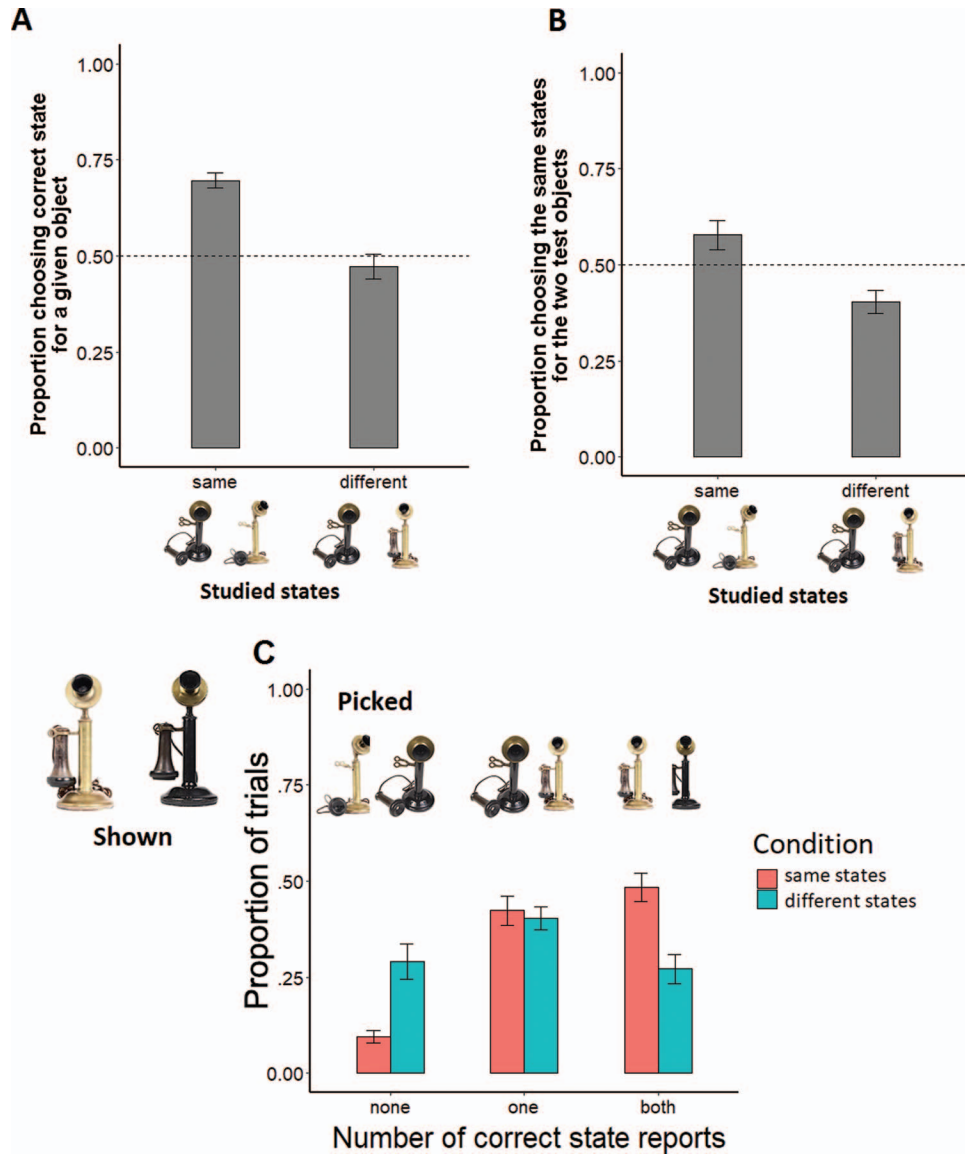 A
Proportion choosing correct state
for a given object
1.00
0.75
0.50
0.25
0.00
same
different
Studied states
B
Proportion choosing the same states
for the two test objects
1.00
0.75
0.50
0.25
0.00
same
different
Studied states
Shown
C
Picked
Proportion of trials
1.00
.75
.50
0.25
0.00
none
one
both
Number of correct state reports
Condition
same states
different states